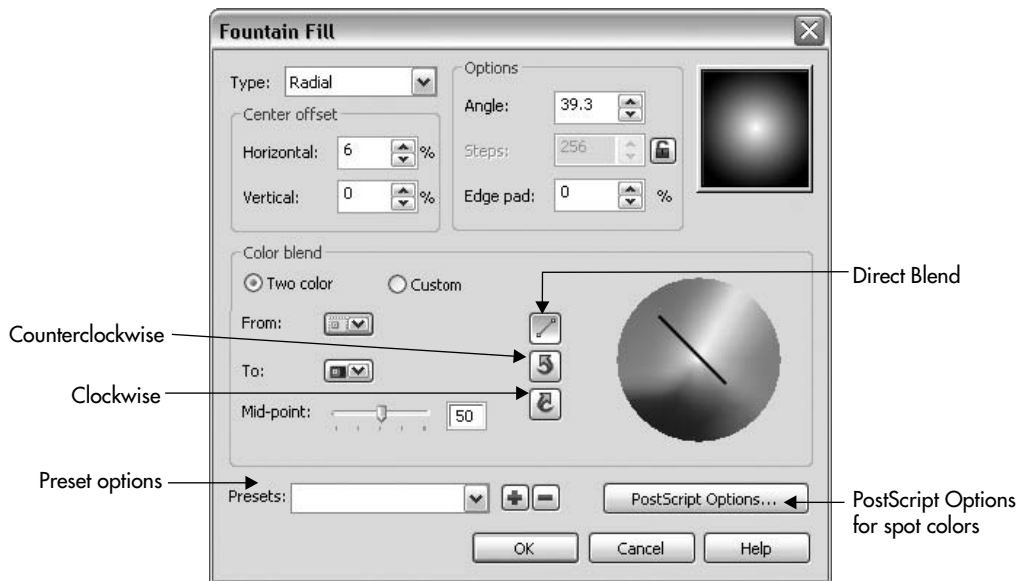 Fountain Fill
Type: Radial
Center offset
Horizontal: 6 %
Vertical: 0 %
Options
Angle: 39.3
Steps: 256
Edge pad: 0 %
Color blend
Two color Custom
From:
To:
Mid-point: 50
Presets:
PostScript Options...
OK Cancel Help
Counterclockwise
Clockwise
Preset options
Direct Blend
PostScript Options
for spot colors